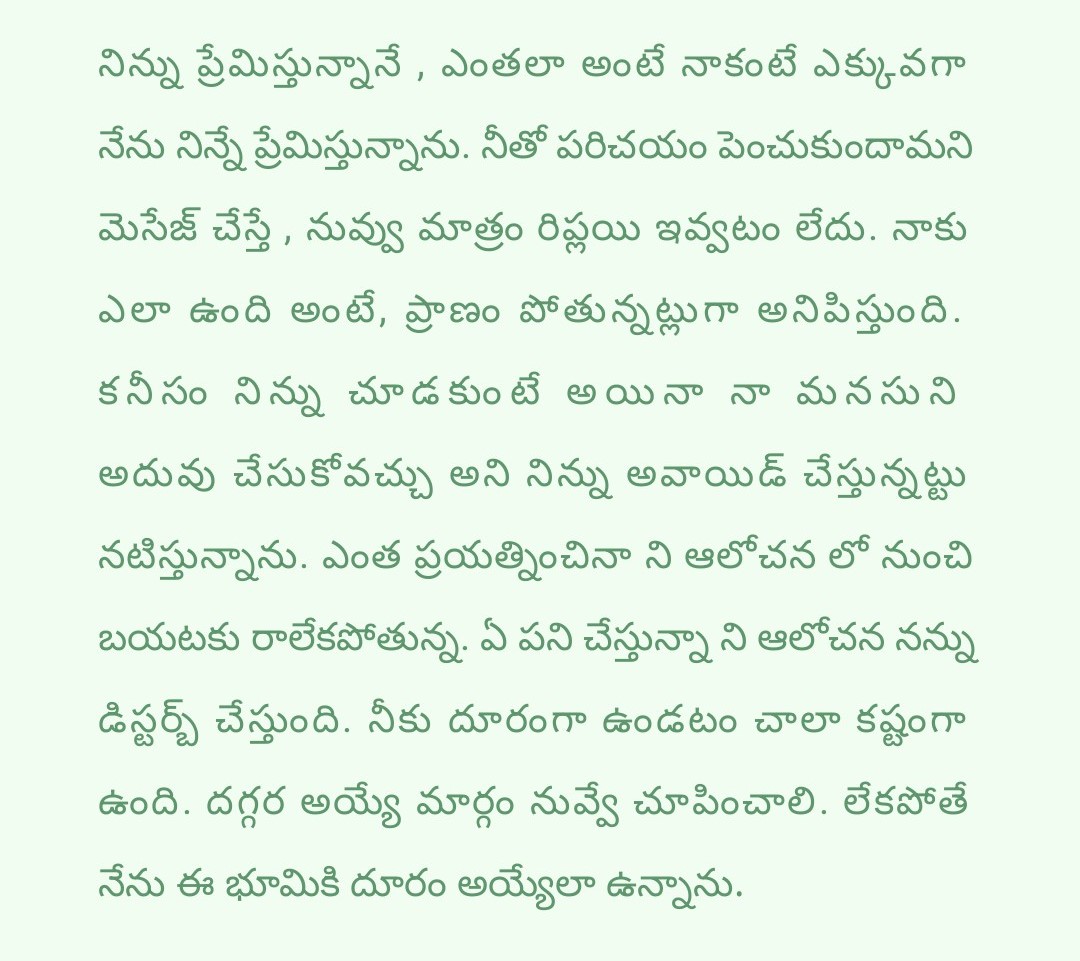 నిన్ను ప్రేమిస్తున్నానే , ఎంతలా అంటే నాకంటే ఎక్కువగా
నేను నిన్నే ప్రేమిస్తున్నాను. నీతో పరిచయం పెంచుకుందామని
మెసేజ్ చేస్తే , నువ్వు మాత్రం రిప్లయి ఇవ్వటం లేదు. నాకు
ఎలా ఉంది అంటే, ప్రాణం పోతున్నట్లుగా అనిపిస్తుంది.
కనీసం నిన్ను చూడకుంటే అయినా నా మనసుని
అదువు చేసుకోవచ్చు అని నిన్ను అవాయిడ్ చేస్తున్నట్టు
నటిస్తున్నాను. ఎంత ప్రయత్నించినా ని ఆలోచన లో నుంచి
బయటకు రాలేకపోతున్న. ఏ పని చేస్తున్నా ని ఆలోచన నన్ను
డిస్టర్బ్ చేస్తుంది. నీకు దూరంగా ఉండటం చాలా కష్టంగా
ఉంది. దగ్గర అయ్యే మార్గం నువ్వే చూపించాలి. లేకపోతే
నేను ఈ భూమికి దూరం అయ్యేలా ఉన్నాను.